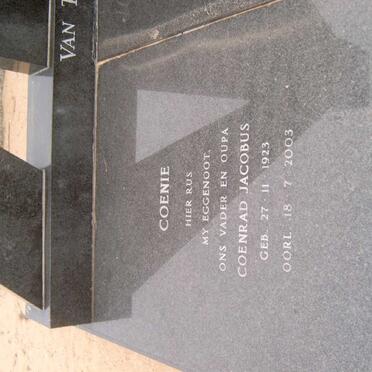 VAN
COENIE
HIER RUS
MY EGGENOOT,
ONS VADER EN OUPA
COENRAD JACOBUS
GEB. 27 · 11 · 1923
OORL. 18 · 7 · 2003